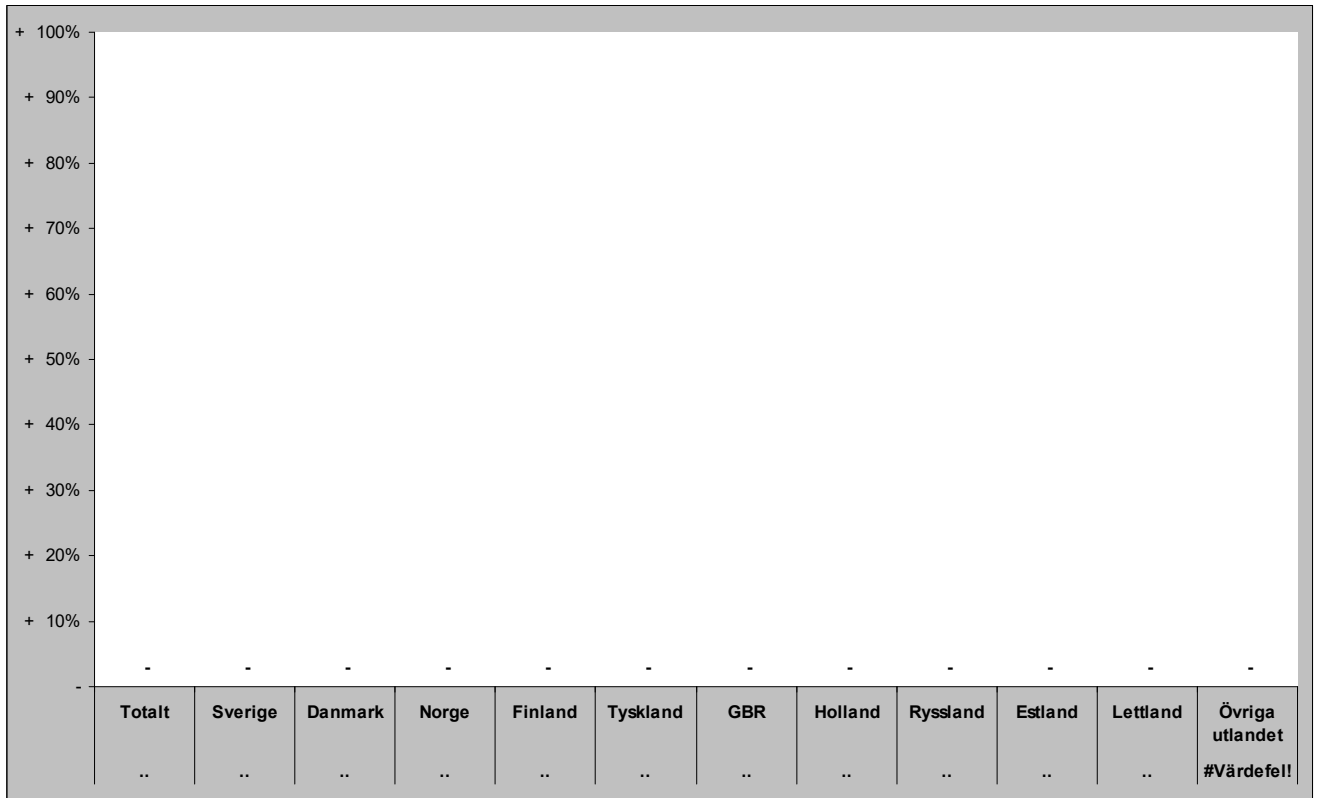 + 100%
+ 90%
+ 80%
+ 70%
+ 60%
+ 50%
+ 40%
+ 30%
+ 20%
+ 10%
- - - - - - - - - - - -
-
Totalt Sverige Danmark Norge Finland Tyskland GBR Holland Ryssland Estland Lettland Övriga
utlandet
.. .. .. .. .. .. .. .. .. .. .. #Värdefel!